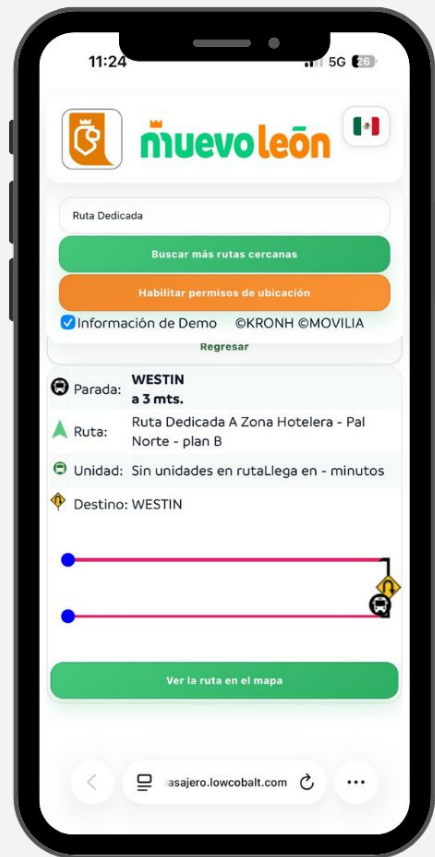 11:24
5G 26
muevo león
Ruta Dedicada
Buscar más rutas cercanas
Habilitar permisos de ubicación
Información de Demo ©KRONH ©MOVILIA
Regresar
Parada: WESTIN
a 3 mts.
Ruta: Ruta Dedicada A Zona Hotelera - Pal
Norte - plan B
Unidad: Sin unidades en rutaLlega en - minutos
Destino: WESTIN
Ver la ruta en el mapa
asajero.lowcobalt.com